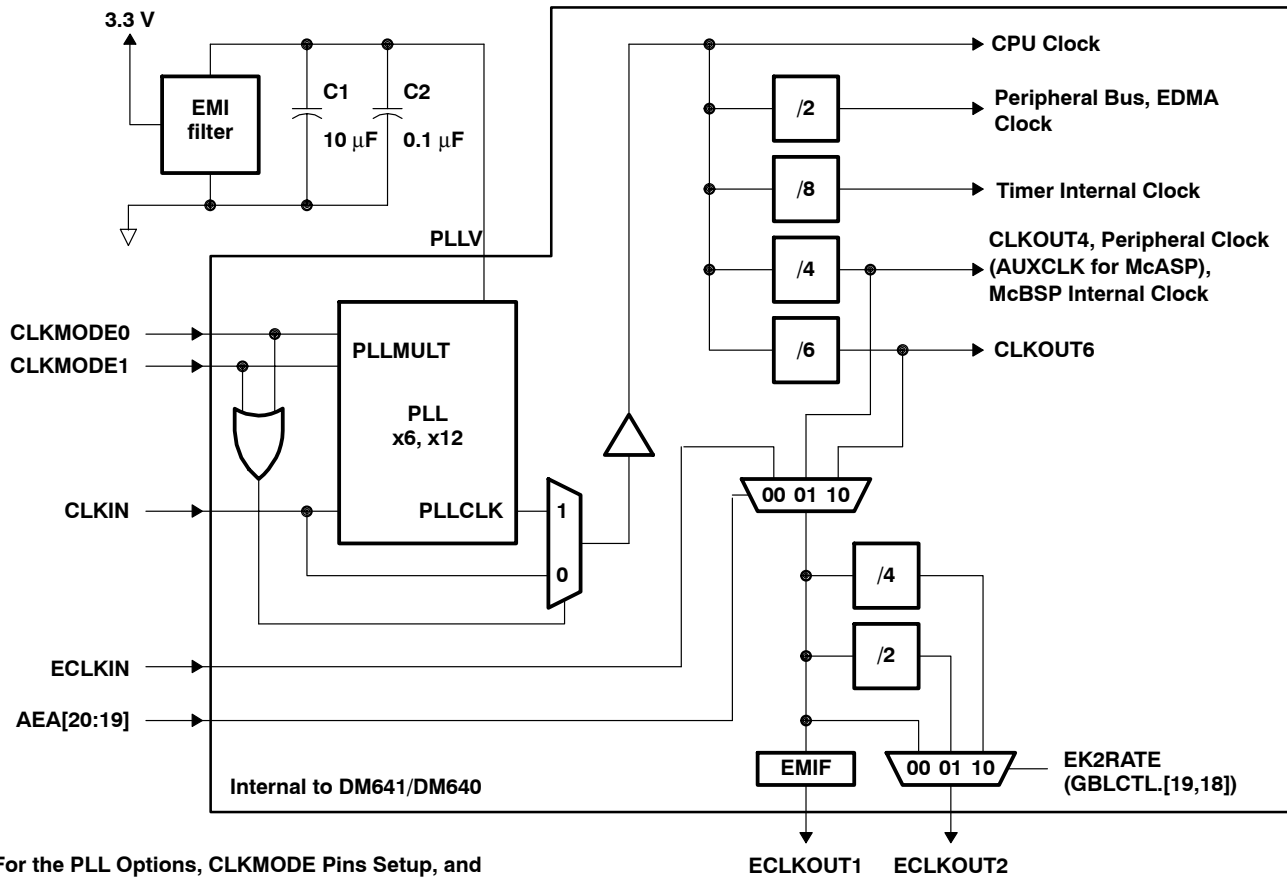 3.3 V
EMI
filter
C1
C2
10 μF
0.1 μF
CPU Clock
/2
Peripheral Bus, EDMA
Clock
/8
Timer Internal Clock
PLLV
/4
CLKOUT4, Peripheral Clock
(AUXCLK for McASP),
McBSP Internal Clock
CLKMODE0
CLKMODE1
PLLMULT
/6
CLKOUT6
PLL
x6, x12
CLKIN
PLLCLK
1
0
00 01 10
/4
/2
ECLKIN
AEA[20:19]
EMIF
00 01 10
EK2RATE
(GBLCTL.[19,18])
Internal to DM641/DM640
ECLKOUT1
ECLKOUT2
For the PLL Options, CLKMODE Pins Setup, and